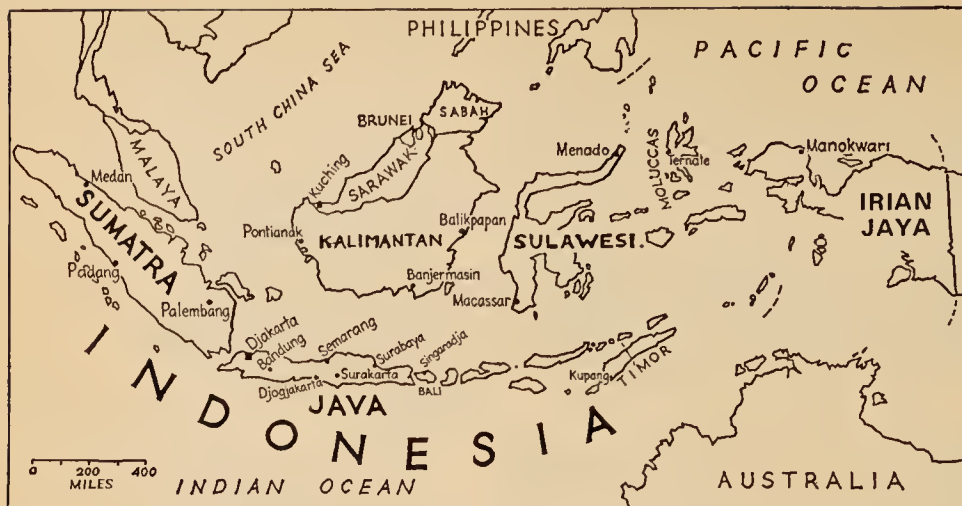 PHILIPPINES
PACIFIC
OCEAN
SOUTH CHINA SEA
BRUNEI
SABAH
MALAYA
Kuching
SARAWAK
Menado
MOLUCCAS
Ternate
Manokwari
Medan
SUMATRA
Pontianak
KALIMANTAN
Balikpapan
SULAWESI.
IRIAN
JAYA
Padang
Palembang
Banjermasin
Macassar
Djakarta
Bandung
Semarang
Surabaya
Singaradja
Djogjakarta
Surakarta
BALI
JAVA
Kupang
TIMOR
INDONESIA
0 200 400
MILES
INDIAN OCEAN
AUSTRALIA